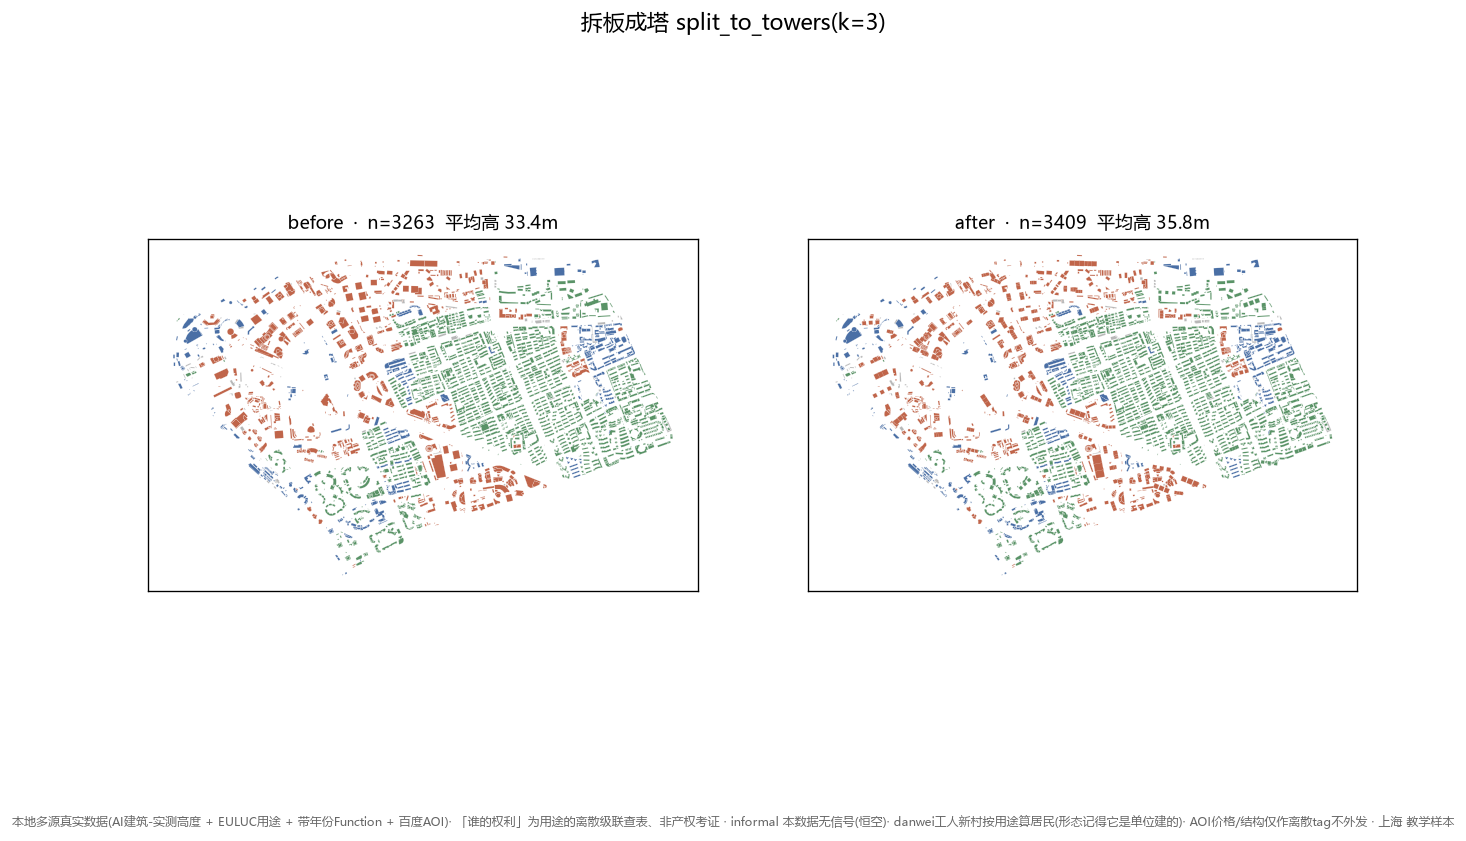 拆板成塔 split_to_towers(k=3)
before · n=3263 平均高 33.4m
after · n=3409 平均高 35.8m
本地多源真实数据(AI建筑-实测高度 + EULUC用途 + 带年份Function + 百度AOI)· 「谁的权利」为用途的离散级联查表、非产权考证 · informal 本数据无信号(恒空)· danwei工人新村按用途算居民(形态记得它是单位建的)· AOI价格/结构仅作离散tag不外发 · 上海 教学样本